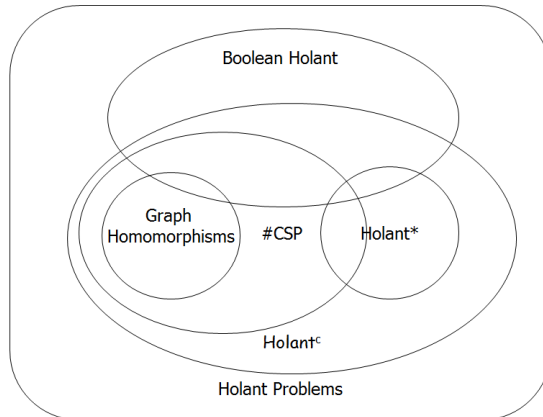 Boolean Holant
Graph
Homomorphisms
#CSP
Holant*
Holantᶜ
Holant Problems